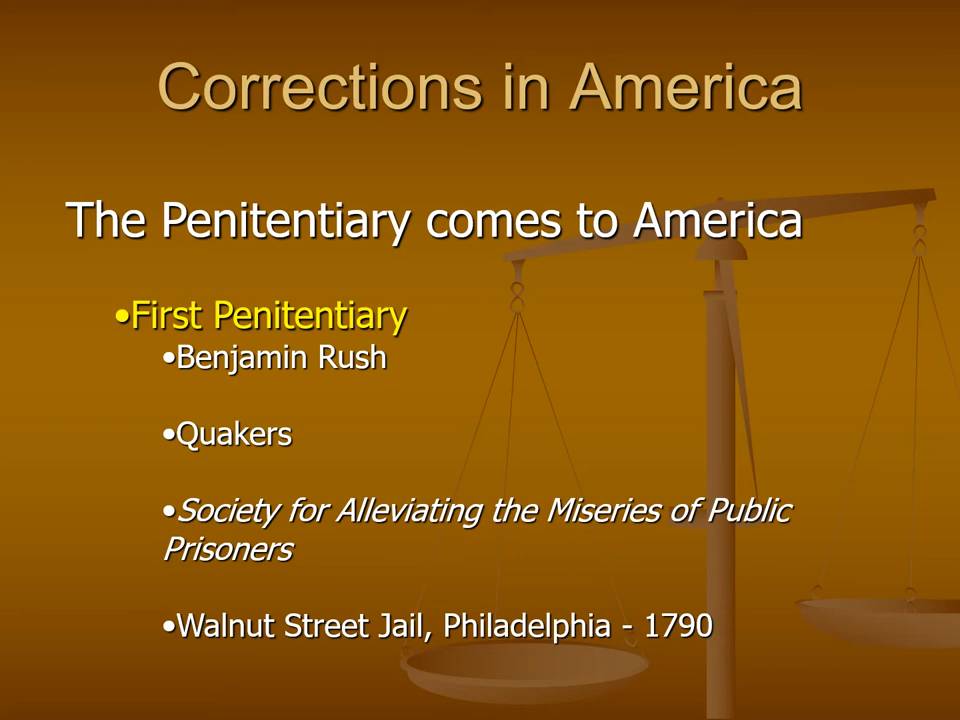 Corrections in America
The Penitentiary comes to America
•First Penitentiary
•Benjamin Rush
•Quakers
•Society for Alleviating the Miseries of Public
Prisoners
•Walnut Street Jail, Philadelphia - 1790